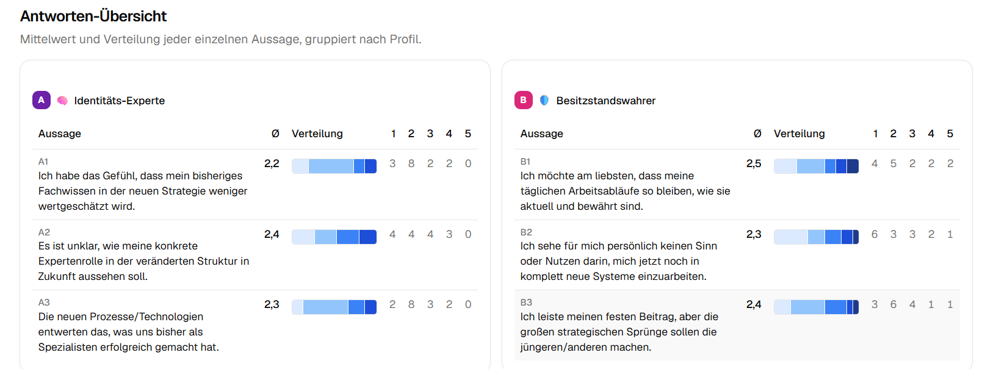 Antworten-Übersicht
Mittelwert und Verteilung jeder einzelnen Aussage, gruppiert nach Profil.
A Identitäts-Experte
Aussage Ø Verteilung 1 2 3 4 5
A1
2,2 3 8 2 2 0
Ich habe das Gefühl, dass mein bisheriges
Fachwissen in der neuen Strategie weniger
wertgeschätzt wird.
A2
2,4 4 4 4 3 0
Es ist unklar, wie meine konkrete
Expertenrolle in der veränderten Struktur in
Zukunft aussehen soll.
A3
2,3 2 8 3 2 0
Die neuen Prozesse/Technologien
entwerten das, was uns bisher als
Spezialisten erfolgreich gemacht hat.
B Besitzstandswahrer
Aussage Ø Verteilung 1 2 3 4 5
B1
2,5 4 5 2 2 2
Ich möchte am liebsten, dass meine
täglichen Arbeitsabläufe so bleiben, wie sie
aktuell und bewährt sind.
B2
2,3 6 3 3 2 1
Ich sehe für mich persönlich keinen Sinn
oder Nutzen darin, mich jetzt noch in
komplett neue Systeme einzuarbeiten.
B3
2,4 3 6 4 1 1
Ich leiste meinen festen Beitrag, aber die
großen strategischen Sprünge sollen die
jüngeren/anderen machen.